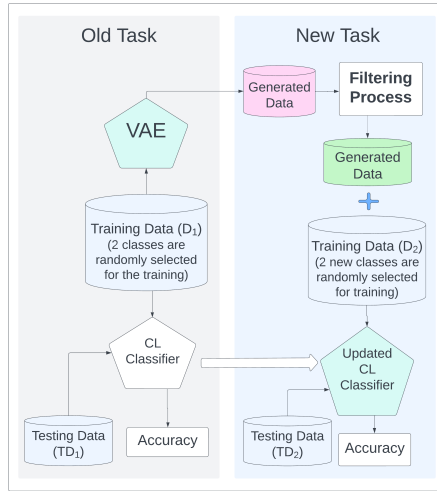 Old Task
New Task
Generated
Data
Filtering
Process
VAE
Generated
Data
Training Data (D₁)
(2 classes are
randomly selected
for the training)
Training Data (D₂)
(2 new classes are
randomly selected
for training)
CL
Classifier
Updated
CL
Classifier
Testing Data
(TD₁)
Accuracy
Testing Data
(TD₂)
Accuracy